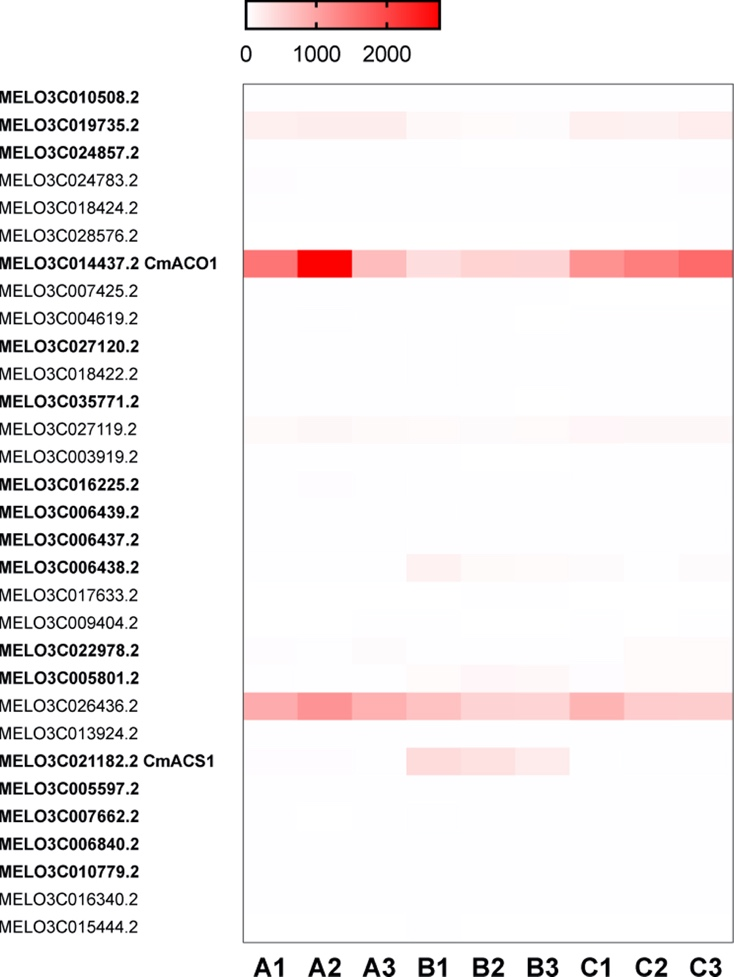 0 1000 2000
MELO3C010508.2
MELO3C019735.2
MELO3C024857.2
MELO3C024783.2
MELO3C018424.2
MELO3C028576.2
MELO3C014437.2 CmACO1
MELO3C007425.2
MELO3C004619.2
MELO3C027120.2
MELO3C018422.2
MELO3C035771.2
MELO3C027119.2
MELO3C003919.2
MELO3C016225.2
MELO3C006439.2
MELO3C006437.2
MELO3C006438.2
MELO3C017633.2
MELO3C009404.2
MELO3C022978.2
MELO3C005801.2
MELO3C026436.2
MELO3C013924.2
MELO3C021182.2 CmACS1
MELO3C005597.2
MELO3C007662.2
MELO3C006840.2
MELO3C010779.2
MELO3C016340.2
MELO3C015444.2
A1 A2 A3 B1 B2 B3 C1 C2 C3